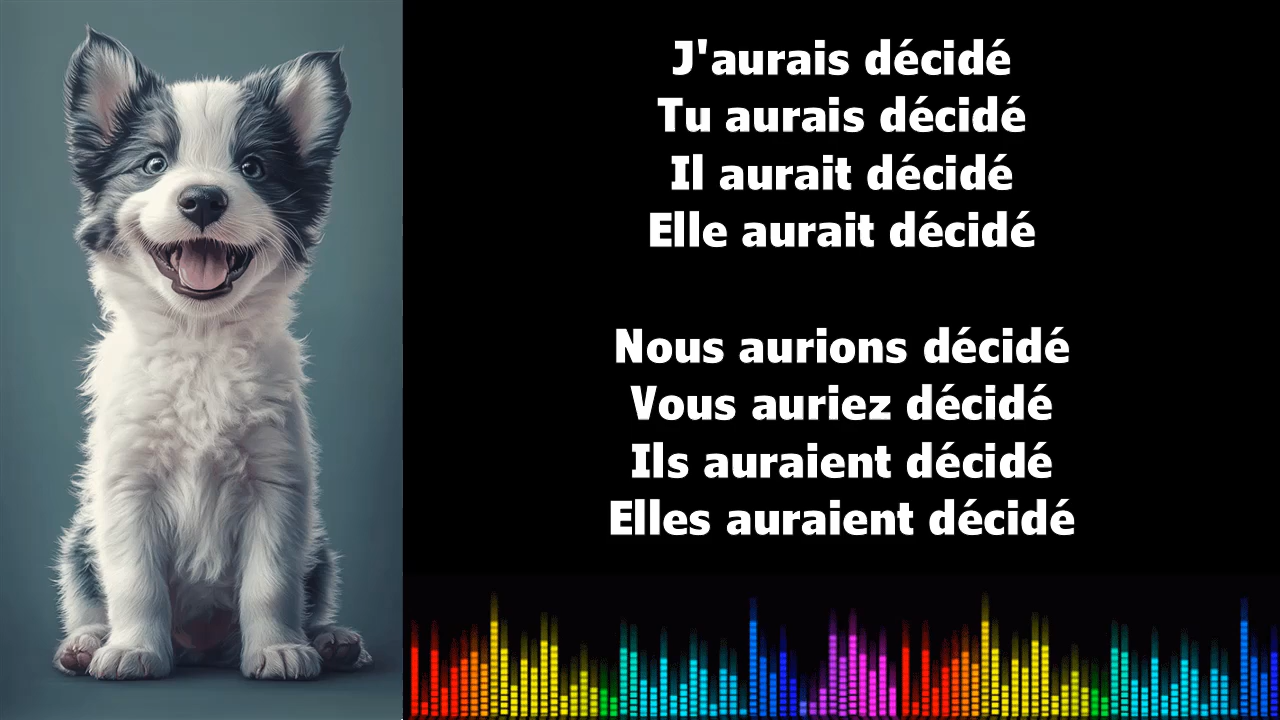 J'aurais décidé
Tu aurais décidé
Il aurait décidé
Elle aurait décidé
Nous aurions décidé
Vous auriez décidé
Ils auraient décidé
Elles auraient décidé